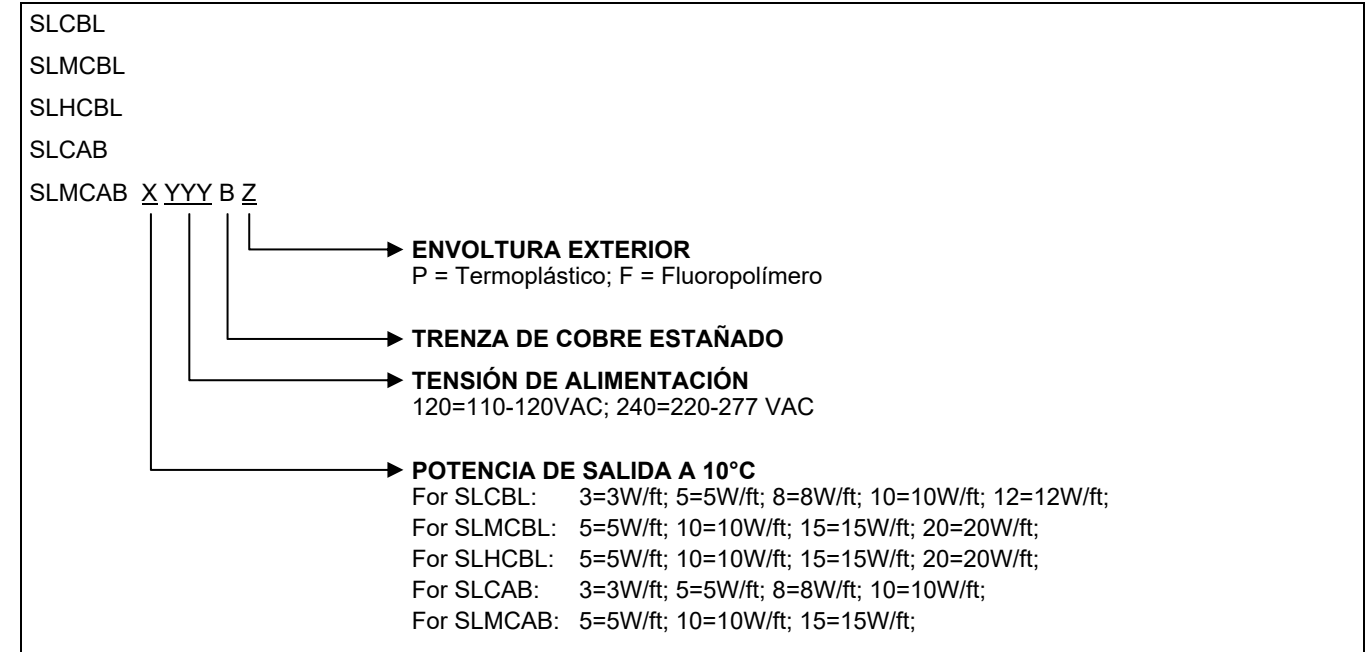 SLCBL
SLMCBL
SLHCBL
SLCAB
SLMCAB X YYY B Z
ENVOLTURA EXTERIOR
P = Termoplástico; F = Fluoropolímero
TRENZA DE COBRE ESTAÑADO
TENSIÓN DE ALIMENTACIÓN
120=110-120VAC; 240=220-277 VAC
POTENCIA DE SALIDA A 10°C
For SLCBL: 3=3W/ft; 5=5W/ft; 8=8W/ft; 10=10W/ft; 12=12W/ft;
For SLMCBL: 5=5W/ft; 10=10W/ft; 15=15W/ft; 20=20W/ft;
For SLHCBL: 5=5W/ft; 10=10W/ft; 15=15W/ft; 20=20W/ft;
For SLCAB: 3=3W/ft; 5=5W/ft; 8=8W/ft; 10=10W/ft;
For SLMCAB: 5=5W/ft; 10=10W/ft; 15=15W/ft;